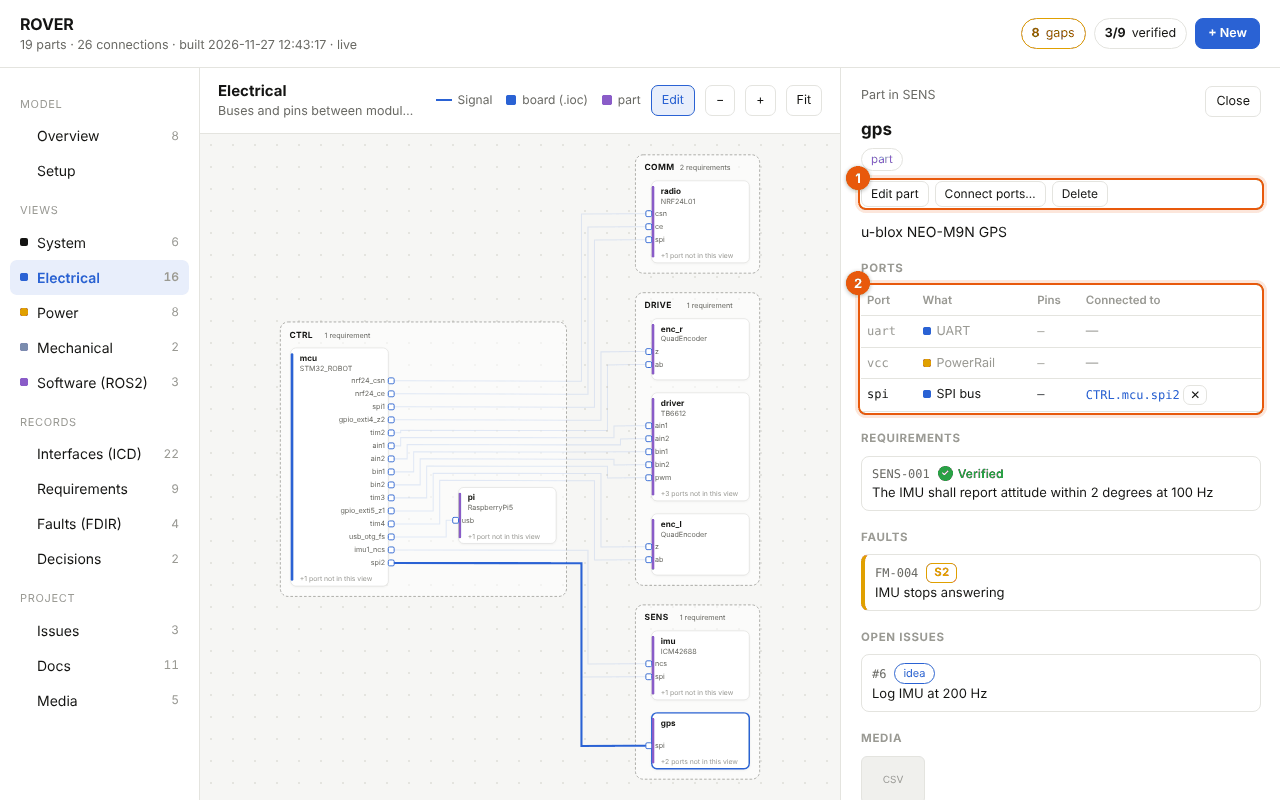 ROVER
19 parts · 26 connections · built 2026-11-27 12:43:17 · live
8 gaps
3/9 verified
+ New
MODEL
Overview 8
Setup
VIEWS
System 6
Electrical 16
Power 8
Mechanical 2
Software (ROS2) 3
RECORDS
Interfaces (ICD) 22
Requirements 9
Faults (FDIR) 4
Decisions 2
PROJECT
Issues 3
Docs 11
Media 5
Electrical
Buses and pins between modul...
Signal
board (.ioc)
part
Edit
−
+
Fit
CTRL 1 requirement
mcu
STM32_ROBOT
nrf24_csn
nrf24_ce
spi1
gpio_exti4_z2
tim2
ain1
ain2
bin1
bin2
tim3
gpio_exti5_z1
tim4
usb_otg_fs
imu1_ncs
spi2
+1 port not in this view
pi
RaspberryPi5
usb
+1 port not in this view
COMM 2 requirements
radio
NRF24L01
csn
ce
spi
+1 port not in this view
DRIVE 1 requirement
enc_r
QuadEncoder
z
ab
driver
TB6612
ain1
ain2
bin1
bin2
pwm
+3 ports not in this view
enc_l
QuadEncoder
z
ab
SENS 1 requirement
imu
ICM42688
ncs
spi
+1 port not in this view
gps
spi
+2 ports not in this view
Part in SENS
Close
gps
part
1
Edit part
Connect ports...
Delete
u-blox NEO-M9N GPS
PORTS
2
Port What Pins Connected to
uart UART – —
vcc PowerRail – —
spi SPI bus – CTRL.mcu.spi2 ✕
REQUIREMENTS
SENS-001 Verified
The IMU shall report attitude within 2 degrees at 100 Hz
FAULTS
FM-004 S2
IMU stops answering
OPEN ISSUES
#6 idea
Log IMU at 200 Hz
MEDIA
CSV